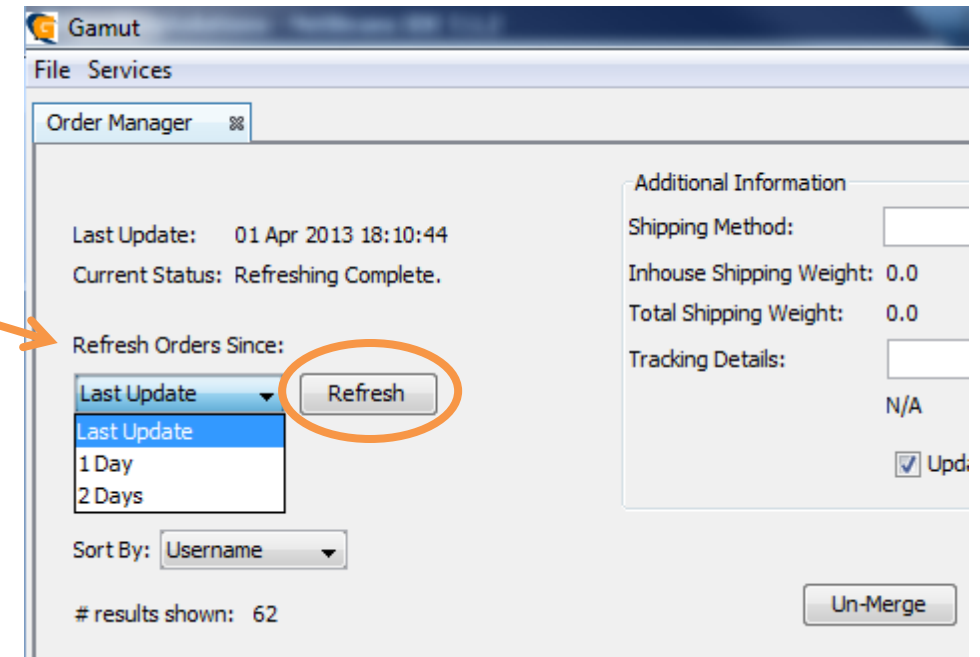 Gamut
File Services
Order Manager
Last Update: 01 Apr 2013 18:10:44
Current Status: Refreshing Complete.
Refresh Orders Since:
Last Update
Refresh
Last Update
1 Day
2 Days
Sort By: Username
# results shown: 62
Additional Information
Shipping Method:
Inhouse Shipping Weight: 0.0
Total Shipping Weight: 0.0
Tracking Details:
N/A
Un-Merge